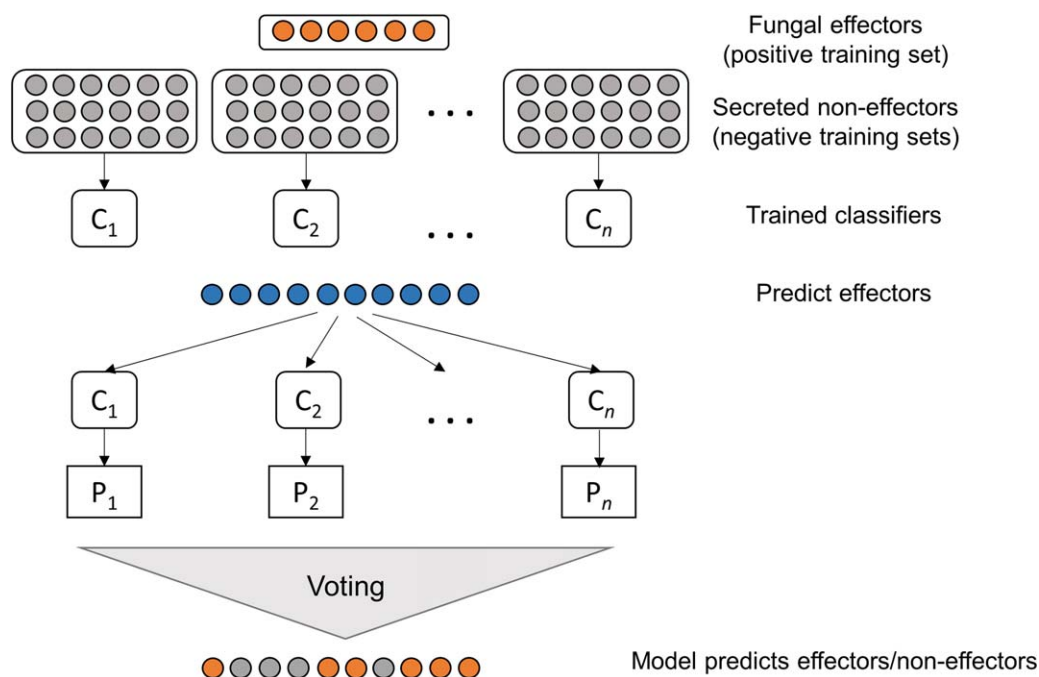 Fungal effectors
(positive training set)
Secreted non-effectors
(negative training sets)
...
C1
C2
...
Cn
Trained classifiers
Predict effectors
C1
C2
...
Cn
P1
P2
Pn
Voting
Model predicts effectors/non-effectors